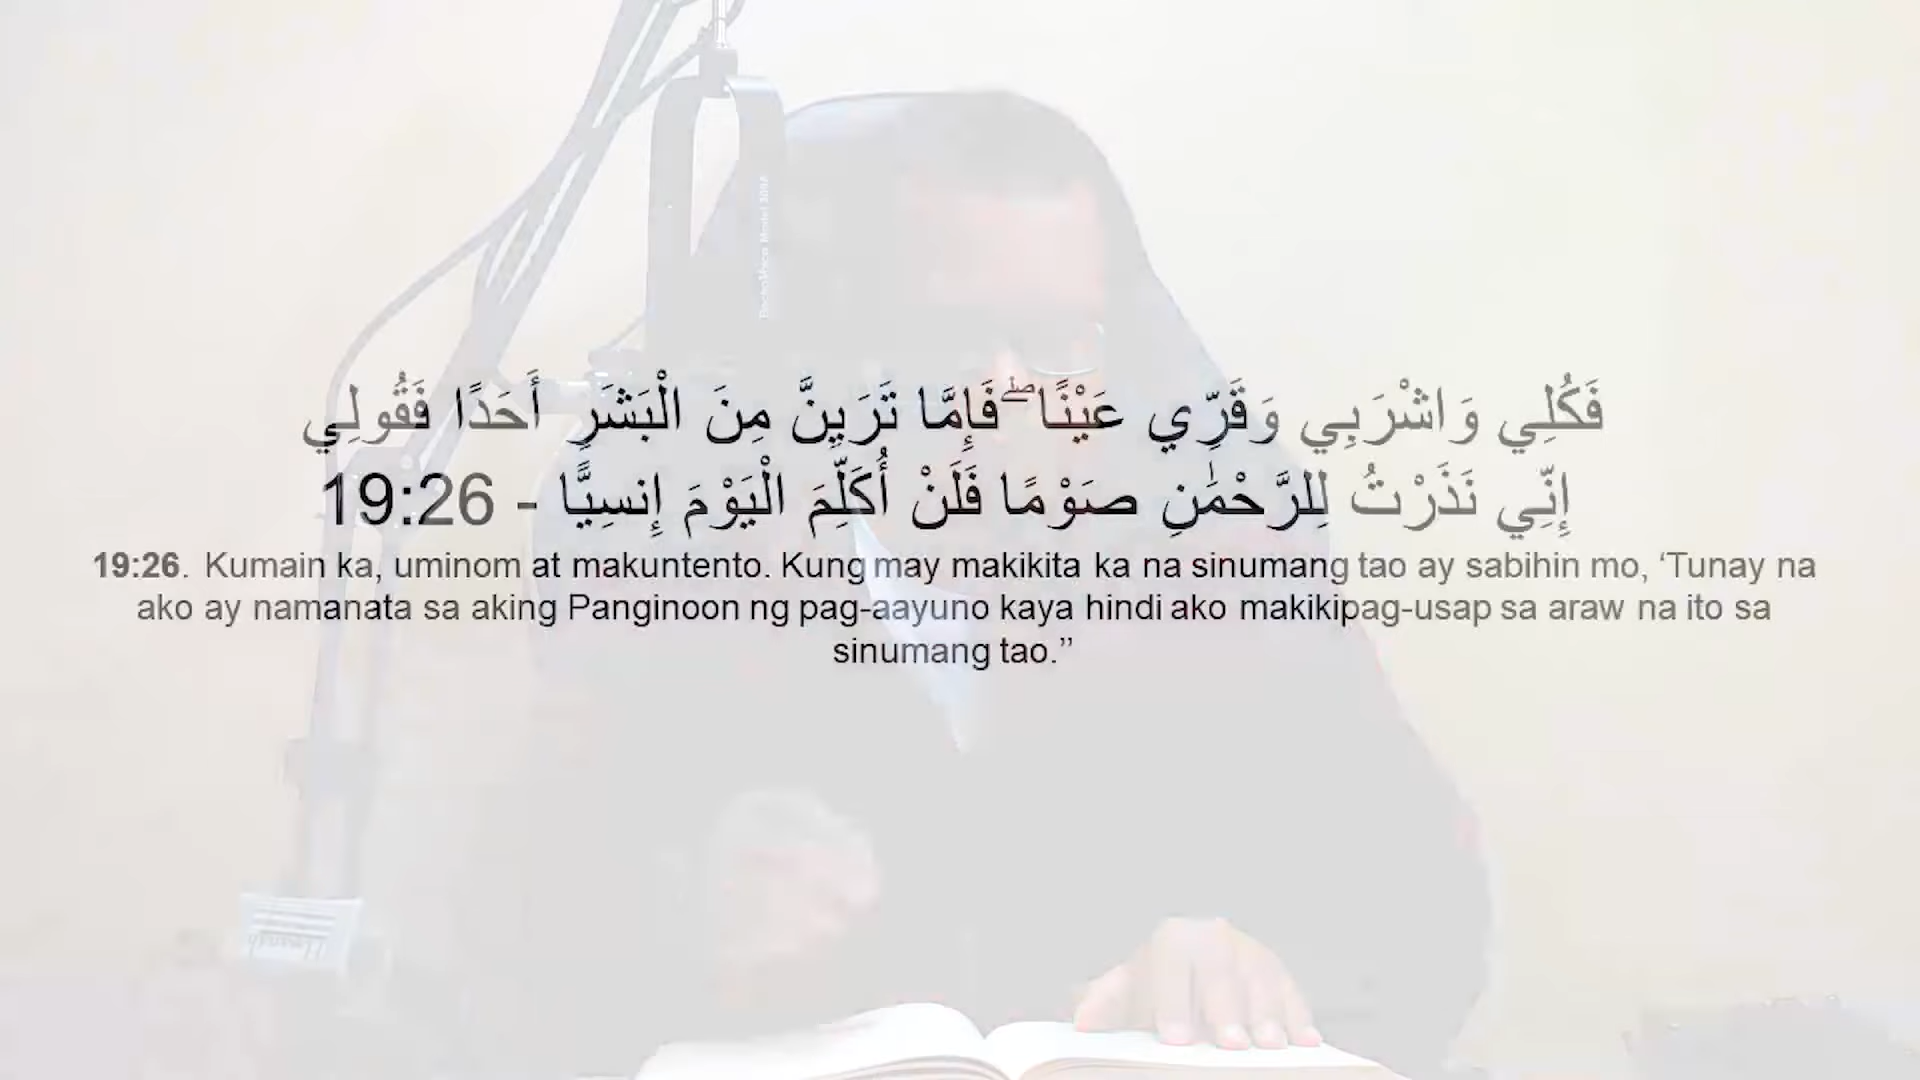 فَكُلِي وَاشْرَبِي وَقَرِّي عَيْنًا ۖ فَإِمَّا تَرَيِنَّ مِنَ الْبَشَرِ أَحَدًا فَقُولِي
إِنِّي نَذَرْتُ لِلرَّحْمَٰنِ صَوْمًا فَلَنْ أُكَلِّمَ الْيَوْمَ إِنسِيًّا - 19:26
19:26. Kumain ka, uminom at makuntento. Kung may makikita ka na sinumang tao ay sabihin mo, ‘Tunay na
ako ay namanata sa aking Panginoon ng pag-aayuno kaya hindi ako makikipag-usap sa araw na ito sa
sinumang tao.’’